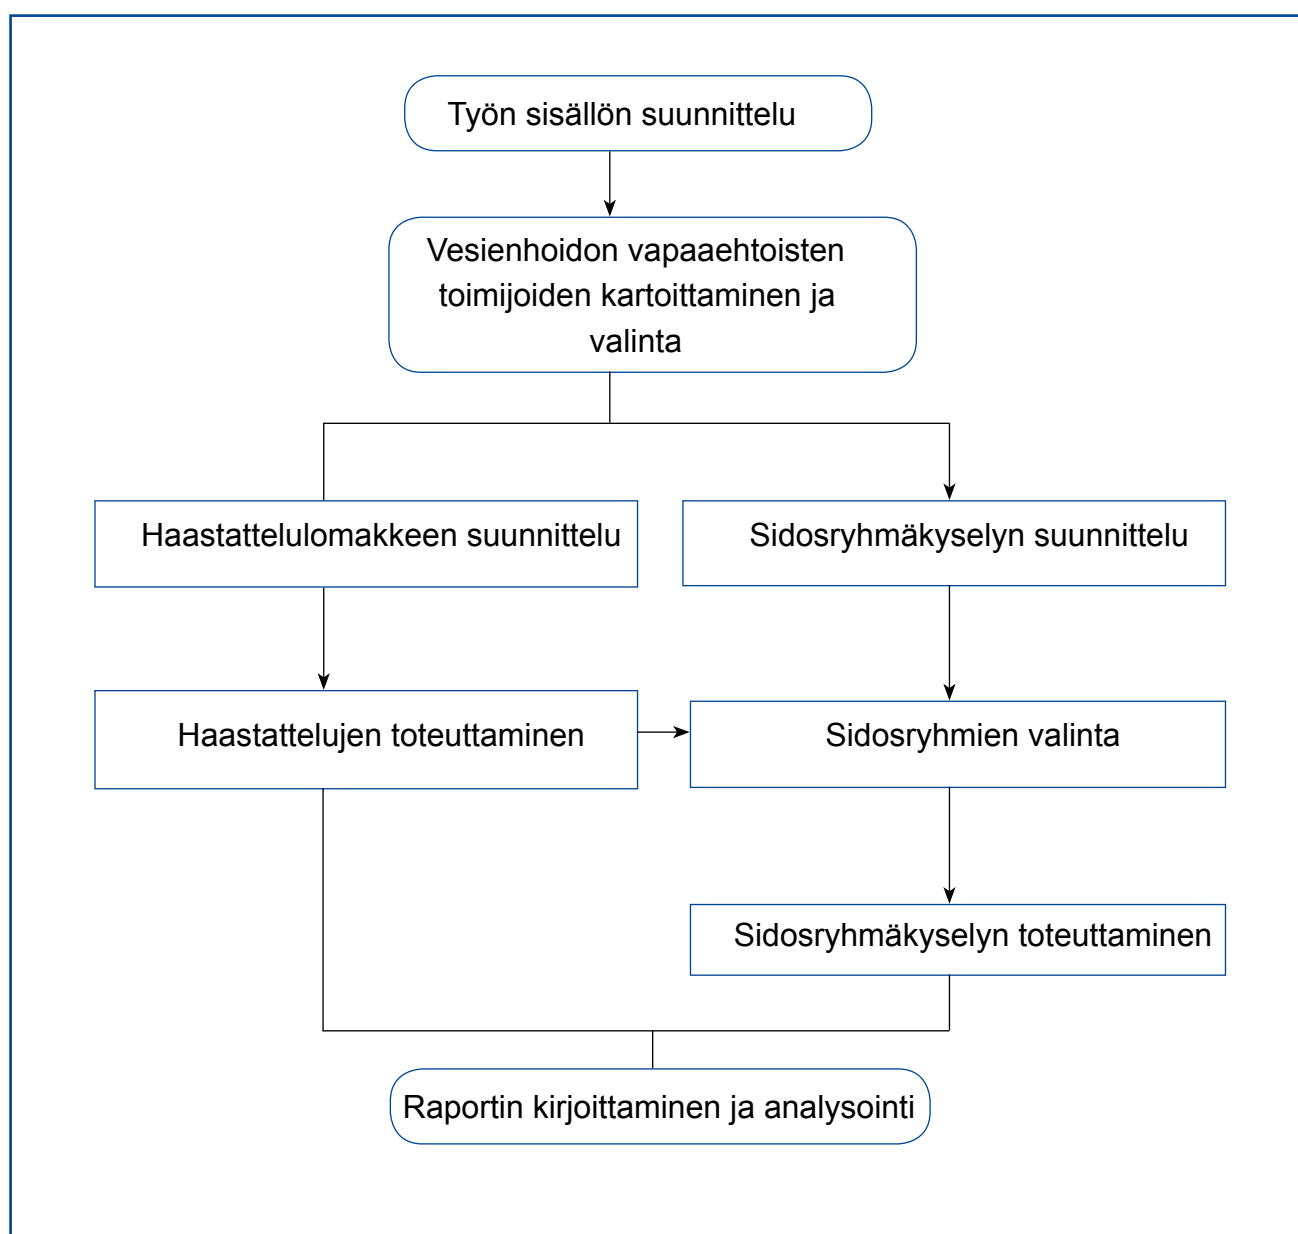 Työn sisällön suunnittelu
Vesienhoidon vapaaehtoisten
toimijoiden kartoittaminen ja
valinta
Haastattelulomakkeen suunnittelu
Sidosryhmäkyselyn suunnittelu
Haastattelujen toteuttaminen
Sidosryhmien valinta
Sidosryhmäkyselyn toteuttaminen
Raportin kirjoittaminen ja analysointi